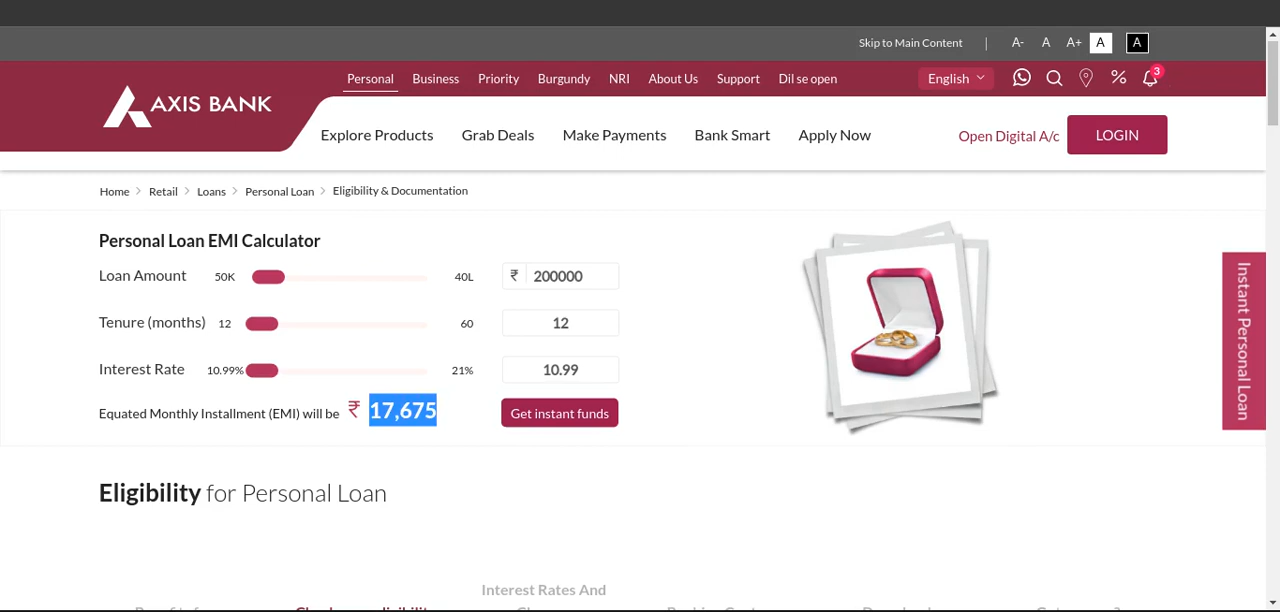 Skip to Main Content | A- A A+ A A
Personal Business Priority Burgundy NRI About Us Support Dil se open English 3
AXIS BANK
Explore Products Grab Deals Make Payments Bank Smart Apply Now Open Digital A/c LOGIN
Home Retail Loans Personal Loan Eligibility & Documentation
Personal Loan EMI Calculator
Loan Amount 50K 40L ₹ 200000
Tenure (months) 12 60 12
Interest Rate 10.99% 21% 10.99
Equated Monthly Installment (EMI) will be ₹ 17,675 Get instant funds
Instant Personal Loan
Eligibility for Personal Loan
Interest Rates And